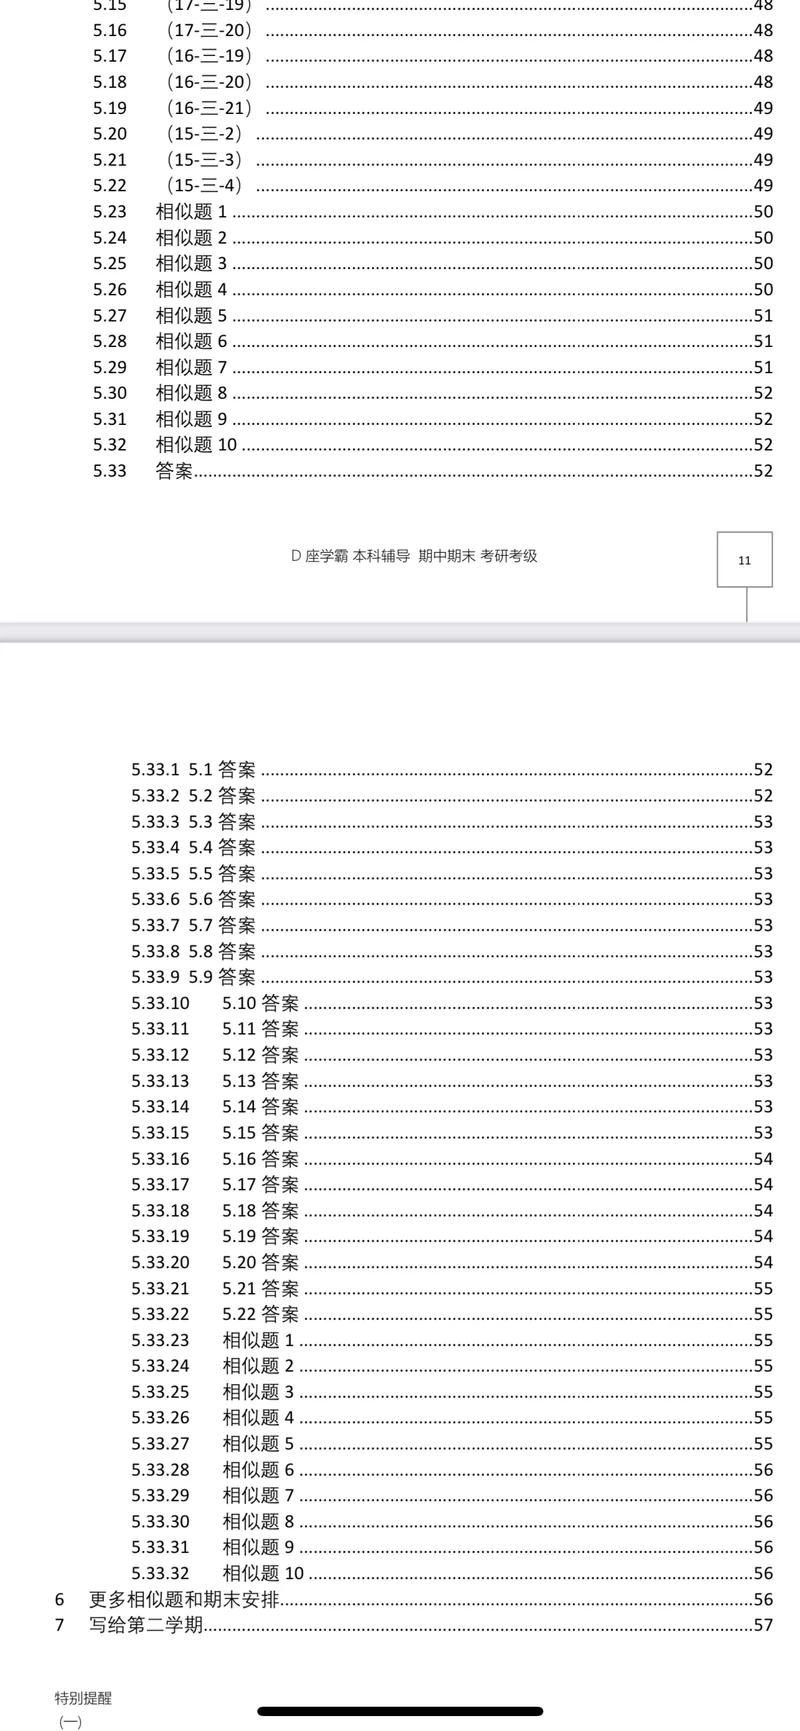 5.15 （17-三-19）48
5.16 （17-三-20）48
5.17 （16-三-19）48
5.18 （16-三-20）48
5.19 （16-三-21）49
5.20 （15-三-2）49
5.21 （15-三-3）49
5.22 （15-三-4）49
5.23 相似题 1 50
5.24 相似题 2 50
5.25 相似题 3 50
5.26 相似题 4 50
5.27 相似题 5 51
5.28 相似题 6 51
5.29 相似题 7 51
5.30 相似题 8 52
5.31 相似题 9 52
5.32 相似题 10 52
5.33 答案 52
D 座学霸 本科辅导 期中期末 考研考级
11
5.33.1 5.1 答案 52
5.33.2 5.2 答案 52
5.33.3 5.3 答案 53
5.33.4 5.4 答案 53
5.33.5 5.5 答案 53
5.33.6 5.6 答案 53
5.33.7 5.7 答案 53
5.33.8 5.8 答案 53
5.33.9 5.9 答案 53
5.33.10 5.10 答案 53
5.33.11 5.11 答案 53
5.33.12 5.12 答案 53
5.33.13 5.13 答案 53
5.33.14 5.14 答案 53
5.33.15 5.15 答案 53
5.33.16 5.16 答案 54
5.33.17 5.17 答案 54
5.33.18 5.18 答案 54
5.33.19 5.19 答案 54
5.33.20 5.20 答案 54
5.33.21 5.21 答案 55
5.33.22 5.22 答案 55
5.33.23 相似题 1 55
5.33.24 相似题 2 55
5.33.25 相似题 3 55
5.33.26 相似题 4 55
5.33.27 相似题 5 55
5.33.28 相似题 6 56
5.33.29 相似题 7 56
5.33.30 相似题 8 56
5.33.31 相似题 9 56
5.33.32 相似题 10 56
6 更多相似题和期末安排 56
7 写给第二学期 57
特别提醒
（一）